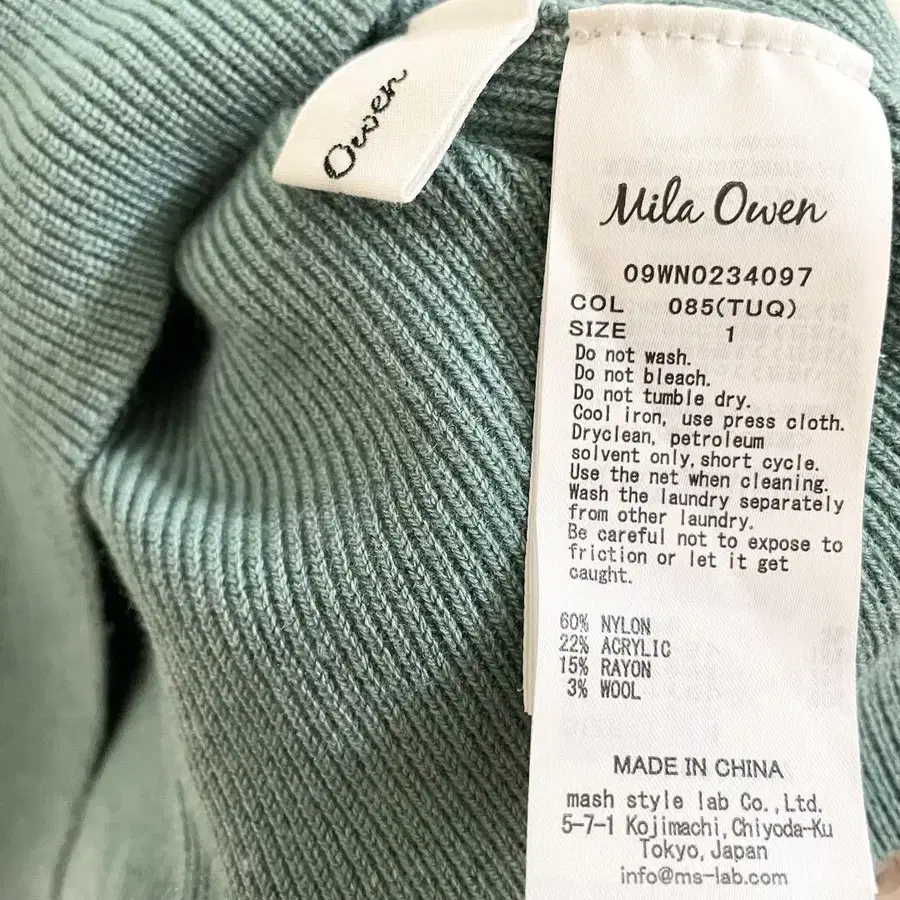 Owen
Mila Owen
09WN0234097
COL 085(TUQ)
SIZE 1
Do not wash.
Do not bleach.
Do not tumble dry.
Cool iron, use press cloth.
Dryclean, petroleum
solvent only, short cycle.
Use the net when cleaning.
Wash the laundry separately
from other laundry.
Be careful not to expose to
friction or let it get
caught.
60% NYLON
22% ACRYLIC
15% RAYON
3% WOOL
MADE IN CHINA
mash style lab Co.,Ltd.
5-7-1 Kojimachi, Chiyoda-Ku
Tokyo, Japan
info@ms-lab.com